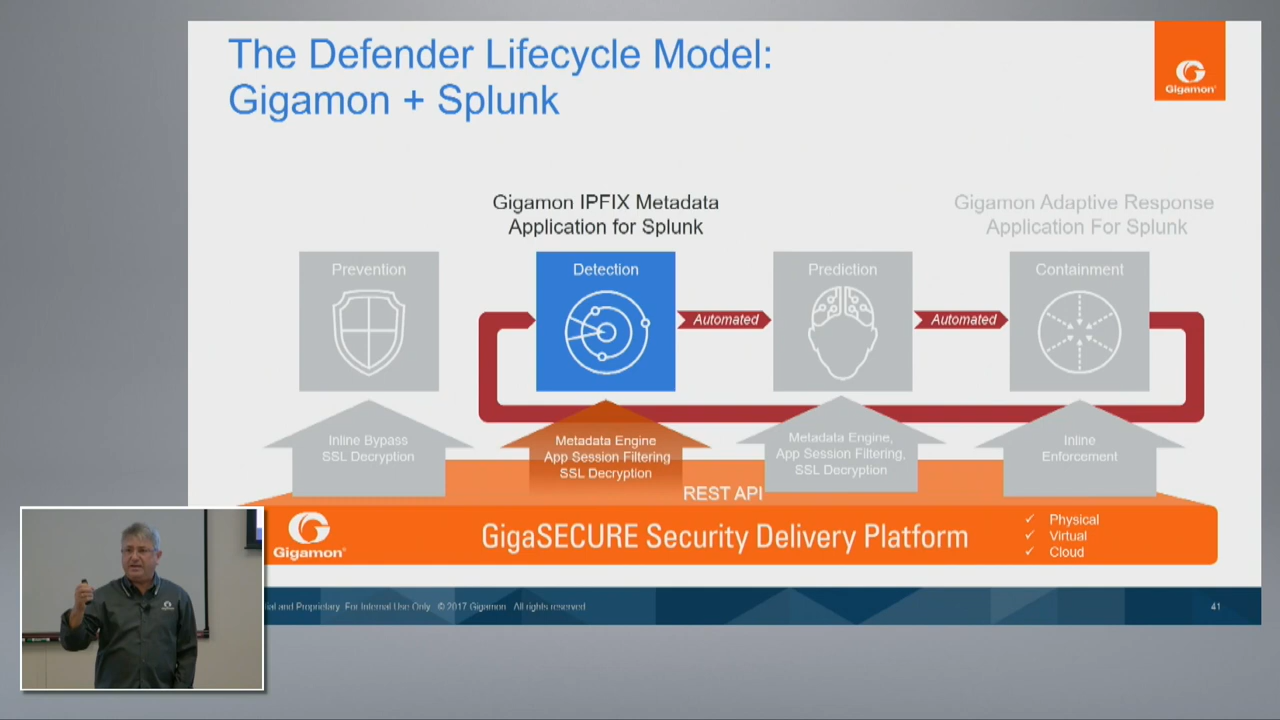 The Defender Lifecycle Model:
Gigamon + Splunk
Gigamon®
Gigamon IPFIX Metadata
Application for Splunk
Gigamon Adaptive Response
Application For Splunk
Prevention
Detection
Prediction
Containment
Automated
Automated
Inline Bypass
SSL Decryption
Metadata Engine
App Session Filtering
SSL Decryption
Metadata Engine,
App Session Filtering,
SSL Decryption
Inline
Enforcement
REST API
Gigamon®
GigaSECURE Security Delivery Platform
✓ Physical
✓ Virtual
✓ Cloud
and Proprietary. For Internal Use Only. © 2017 Gigamon. All rights reserved.
41